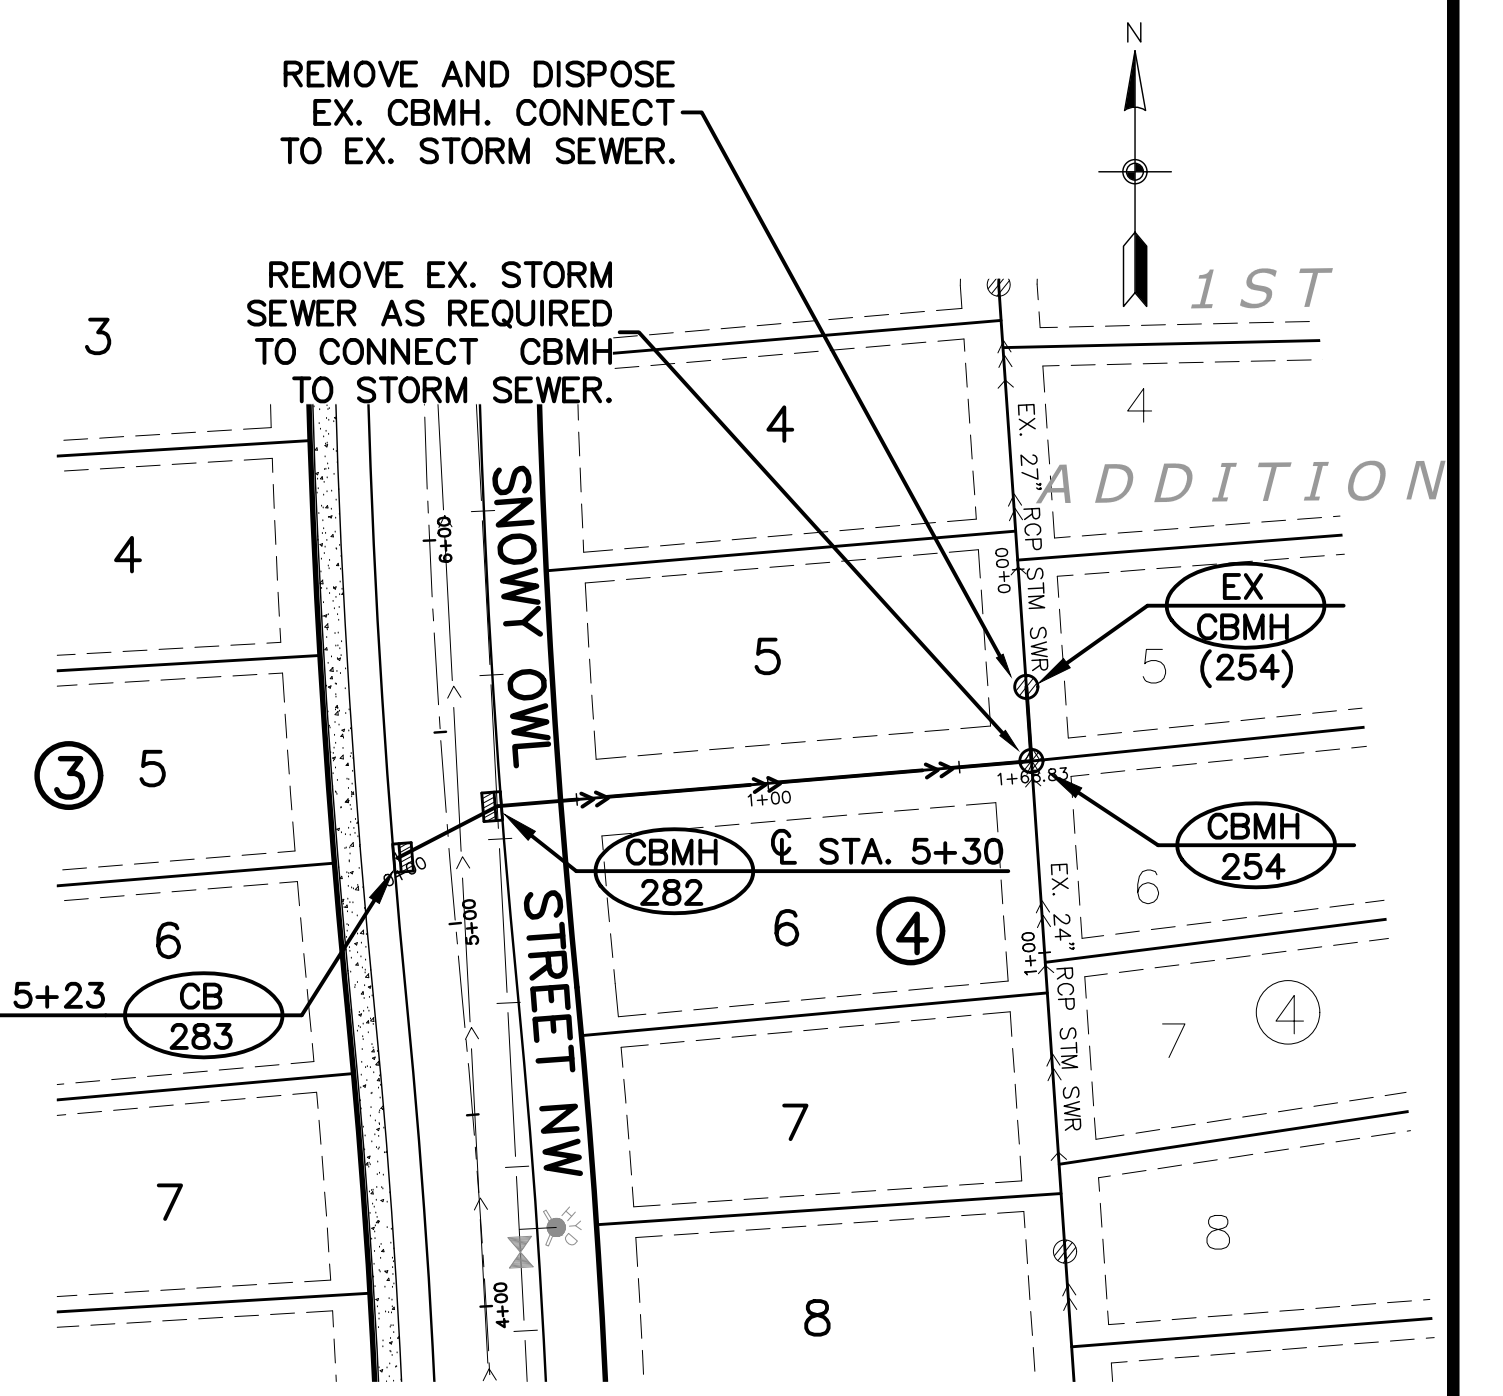 N
REMOVE AND DISPOSE
EX. CBMH. CONNECT
TO EX. STORM SEWER.
REMOVE EX. STORM
SEWER AS REQUIRED
TO CONNECT CBMH
TO STORM SEWER.
1ST
ADDITION
3
4
4
4
EX. 27" RCP STM SWR
SNOWY OWL STREET NW
6+00
0+00
EX
CBMH
(254)
5
5
5
3
1+68.83
1+00
CBMH
254
CBMH
282
℄ STA. 5+30
6
6
6
4
5+00
EX. 24" RCP STM SWR
1+00
5+23
CB
283
4
7
7
7
HYD
8
8
4+00